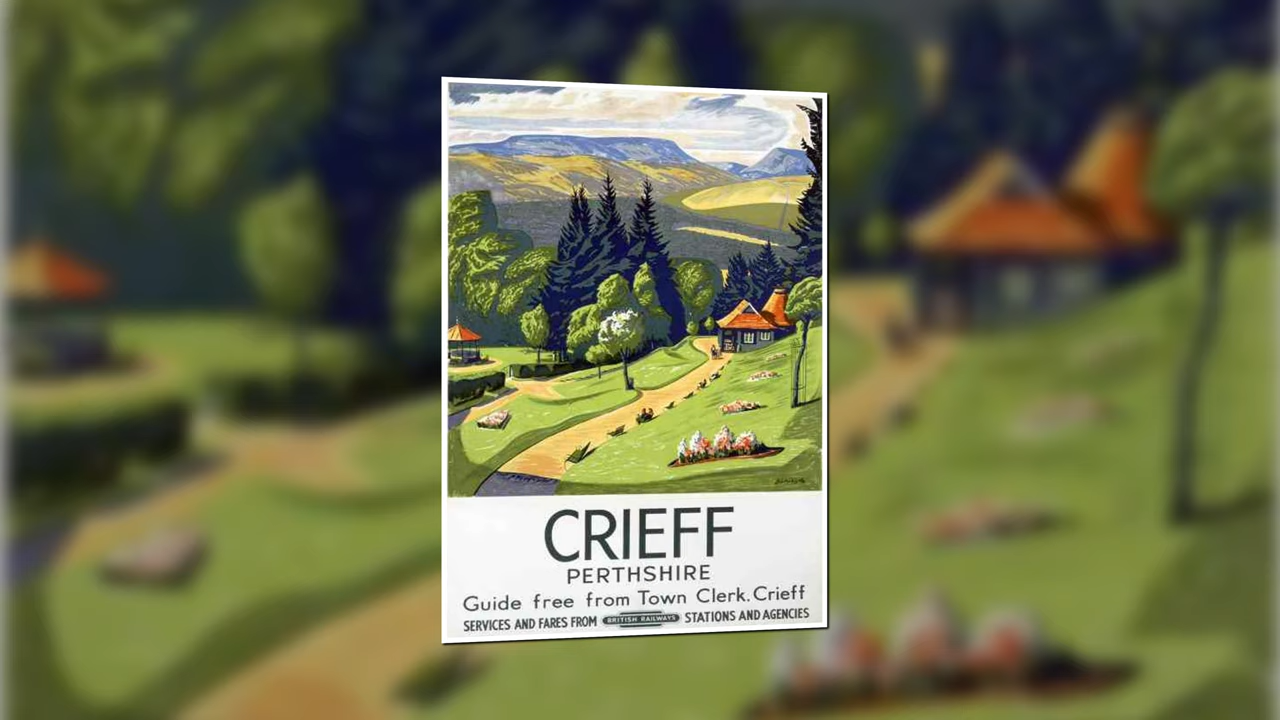 CRIEFF
PERTHSHIRE
Guide free from Town Clerk. Crieff
SERVICES AND FARES FROM BRITISH RAILWAYS STATIONS AND AGENCIES